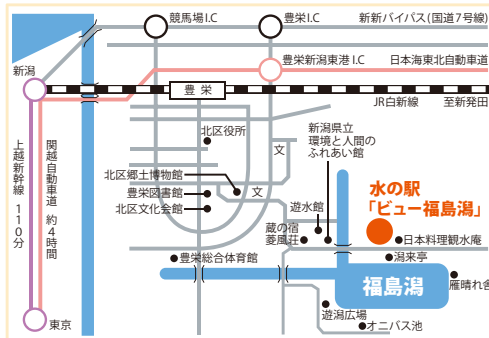 競馬場I.C
豊栄I.C
新新バイパス(国道7号線)
豊栄新潟東港I.C
日本海東北自動車道
新潟
豊栄
JR白新線
至新発田
上越新幹線 110分
関越自動車道 約4時間
北区役所
文
新潟県立
環境と人間の
ふれあい館
北区郷土博物館
豊栄図書館
北区文化会館
文
水の駅
「ビュー福島潟」
遊水館
蔵の宿
菱風荘
日本料理観水庵
潟来亭
豊栄総合体育館
福島潟
雁晴れ舎
遊潟広場
オニバス池
東京